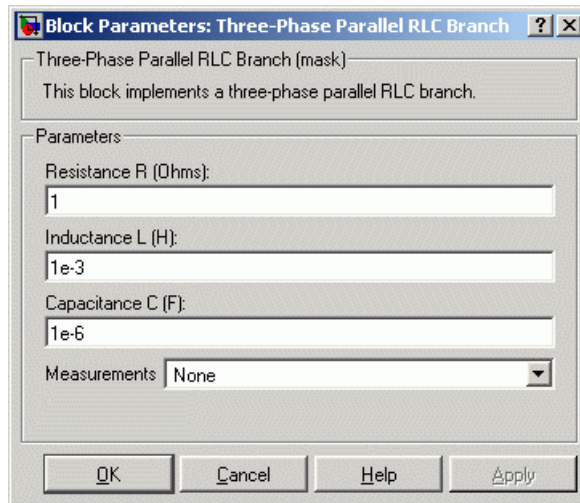 Block Parameters: Three-Phase Parallel RLC Branch
Three-Phase Parallel RLC Branch (mask)
This block implements a three-phase parallel RLC branch.
Parameters
Resistance R (Ohms):
1
Inductance L (H):
1e-3
Capacitance C (F):
1e-6
Measurements None
OK Cancel Help Apply